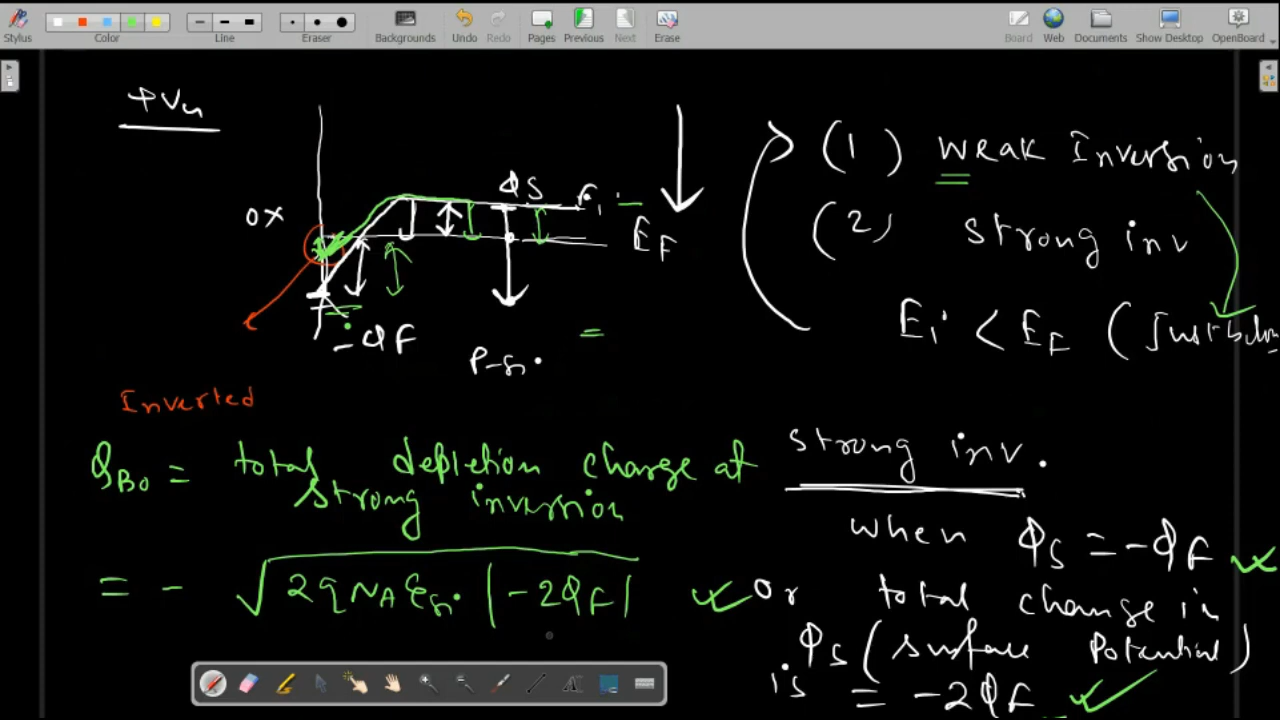 Stylus
Color
Line
Eraser
Backgrounds
Undo
Redo
Pages
Previous
Next
Erase
Board
Web
Documents
Show Desktop
OpenBoard
(1) Weak Inversion
(2) strong inv
Ei < EF (Just
ϕS
Ei
OX
EF
-ϕF
P-Si
=
Inverted
QBo = total depletion charge at
strong inversion
strong inv.
when ϕS = -ϕF
= - √2qNAϵSi |-2ϕF|
Or total change in
ϕS (surface Potential)
is = -2ϕF